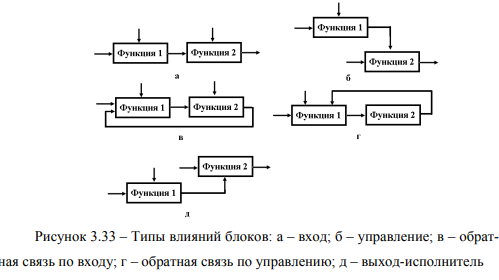 Функция 1
Функция 2
а
Функция 1
Функция 2
б
Функция 1
Функция 2
в
Функция 1
Функция 2
г
Функция 2
Функция 1
д
Рисунок 3.33 – Типы влияний блоков: а – вход; б – управление; в – обрат-
ная связь по входу; г – обратная связь по управлению; д – выход-исполнитель